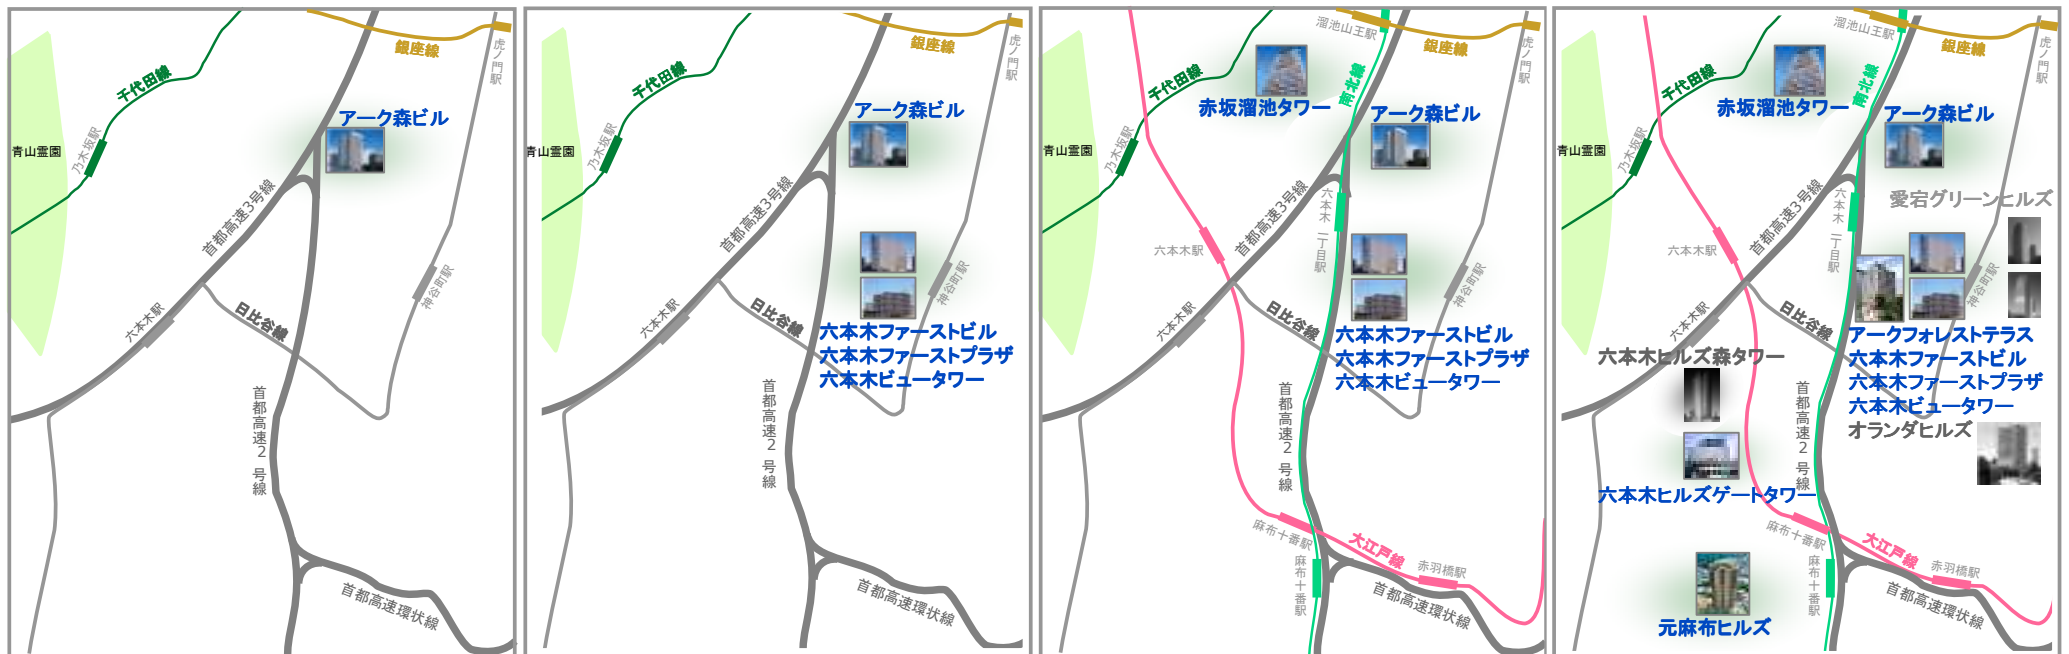 銀座線
虎ノ門駅
千代田線
アーク森ビル
乃木坂駅
青山霊園
首都高速3号線
神谷町駅
六本木駅
日比谷線
首都高速2号線
首都高速環状線
銀座線
虎ノ門駅
千代田線
アーク森ビル
乃木坂駅
青山霊園
首都高速3号線
神谷町駅
六本木駅
日比谷線
六本木ファーストビル
六本木ファーストプラザ
六本木ビュータワー
首都高速2号線
首都高速環状線
溜池山王駅
銀座線
虎ノ門駅
千代田線
南北線
赤坂溜池タワー
アーク森ビル
乃木坂駅
青山霊園
首都高速3号線
六本木一丁目駅
六本木駅
神谷町駅
六本木駅
日比谷線
六本木ファーストビル
六本木ファーストプラザ
六本木ビュータワー
首都高速2号線
麻布十番駅
大江戸線
赤羽橋駅
麻布十番駅
首都高速環状線
溜池山王駅
銀座線
虎ノ門駅
千代田線
南北線
赤坂溜池タワー
アーク森ビル
乃木坂駅
青山霊園
首都高速3号線
愛宕グリーンヒルズ
六本木一丁目駅
六本木駅
神谷町駅
六本木駅
日比谷線
アークフォレストテラス
六本木ヒルズ森タワー
六本木ファーストビル
六本木ファーストプラザ
六本木ビュータワー
オランダヒルズ
首都高速2号線
六本木ヒルズゲートタワー
麻布十番駅
大江戸線
赤羽橋駅
麻布十番駅
首都高速環状線
元麻布ヒルズ